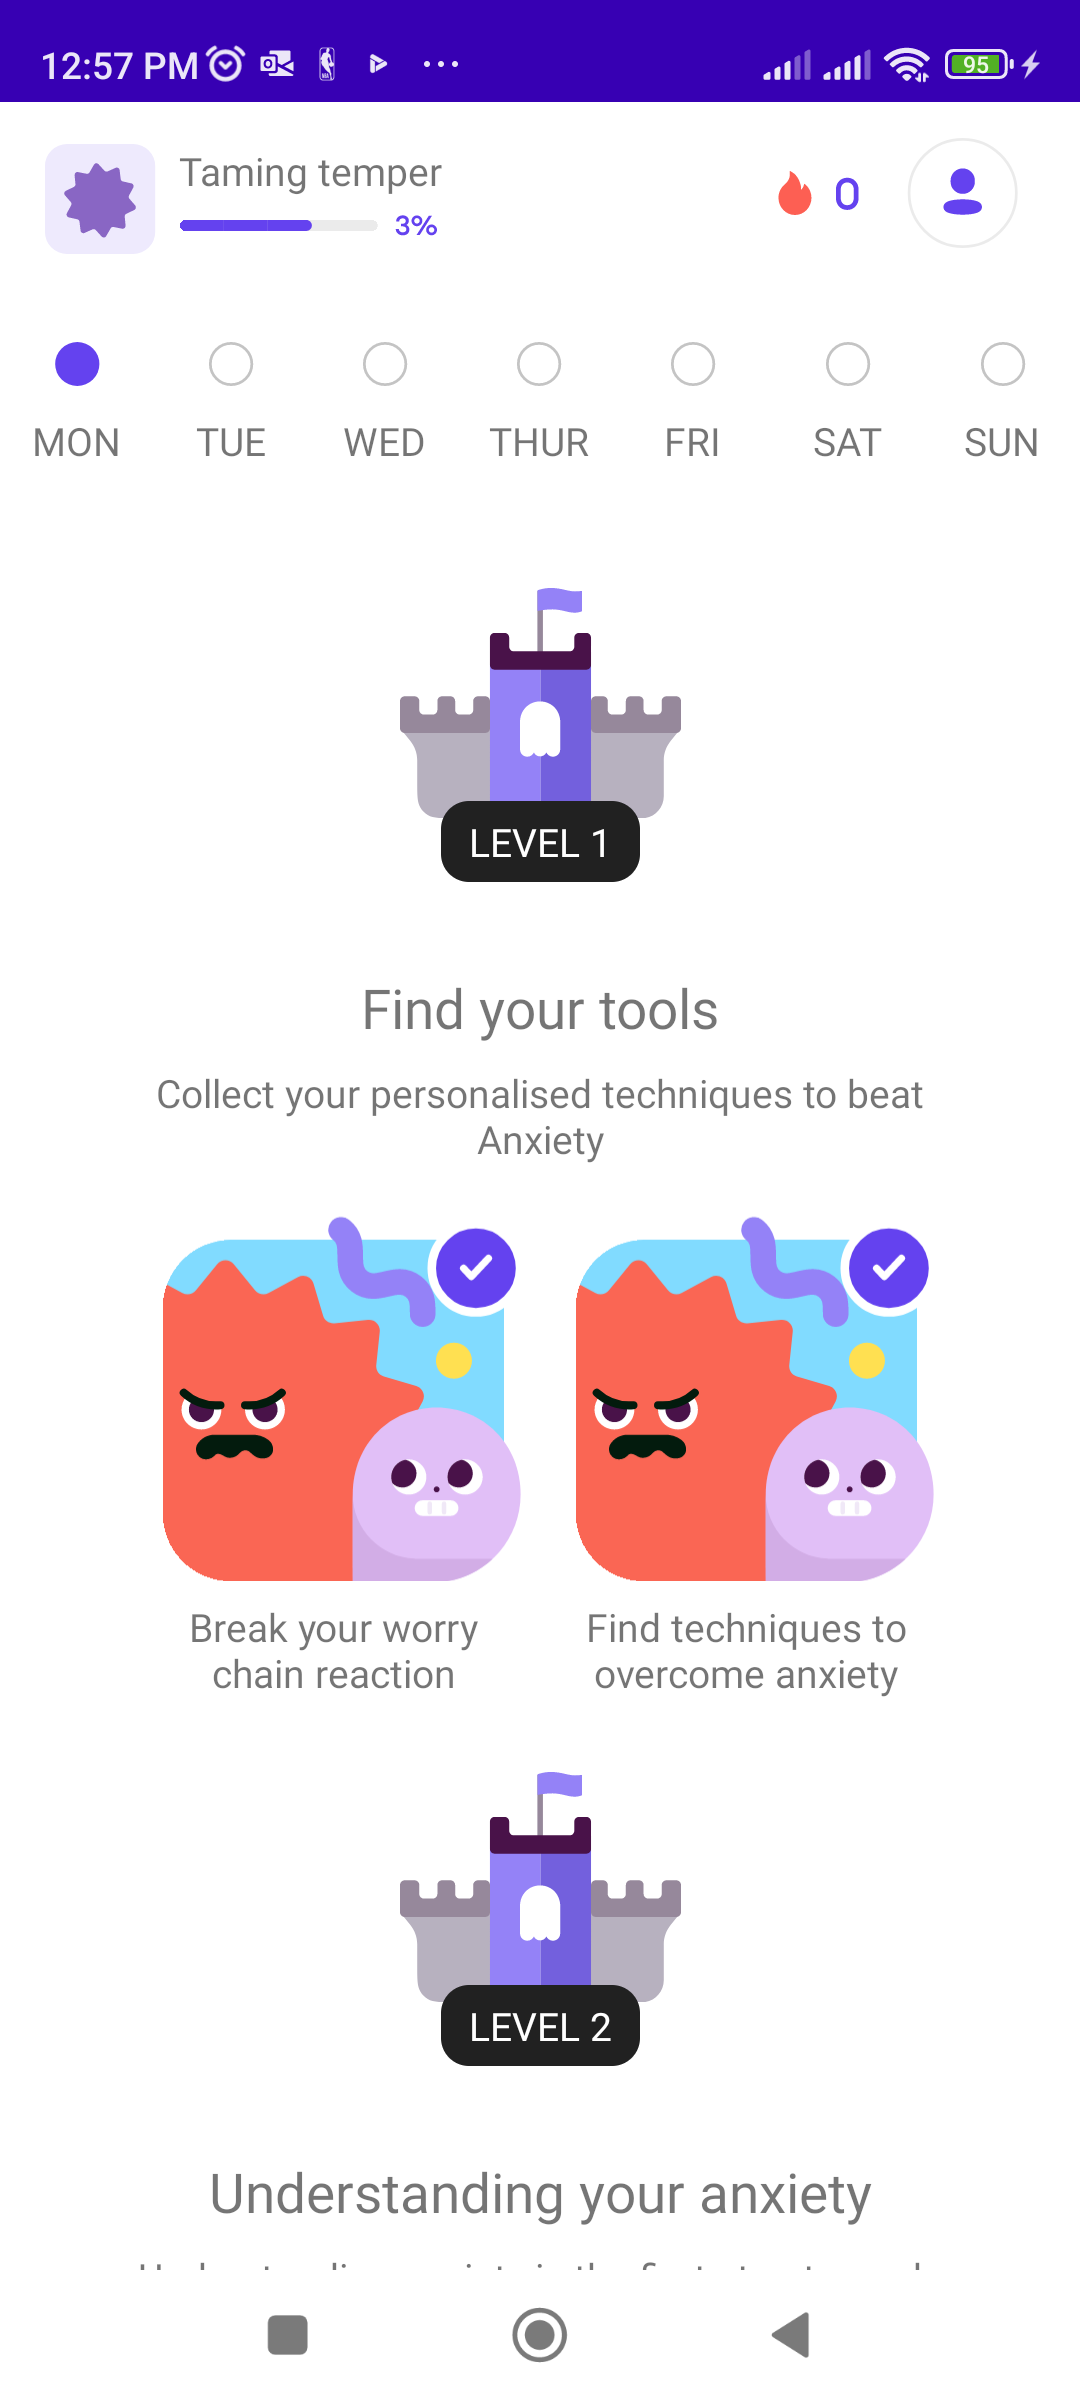 12:57 PM
95
Taming temper
3%
0
MON TUE WED THUR FRI SAT SUN
LEVEL 1
Find your tools
Collect your personalised techniques to beat
Anxiety
Break your worry
chain reaction
Find techniques to
overcome anxiety
LEVEL 2
Understanding your anxiety